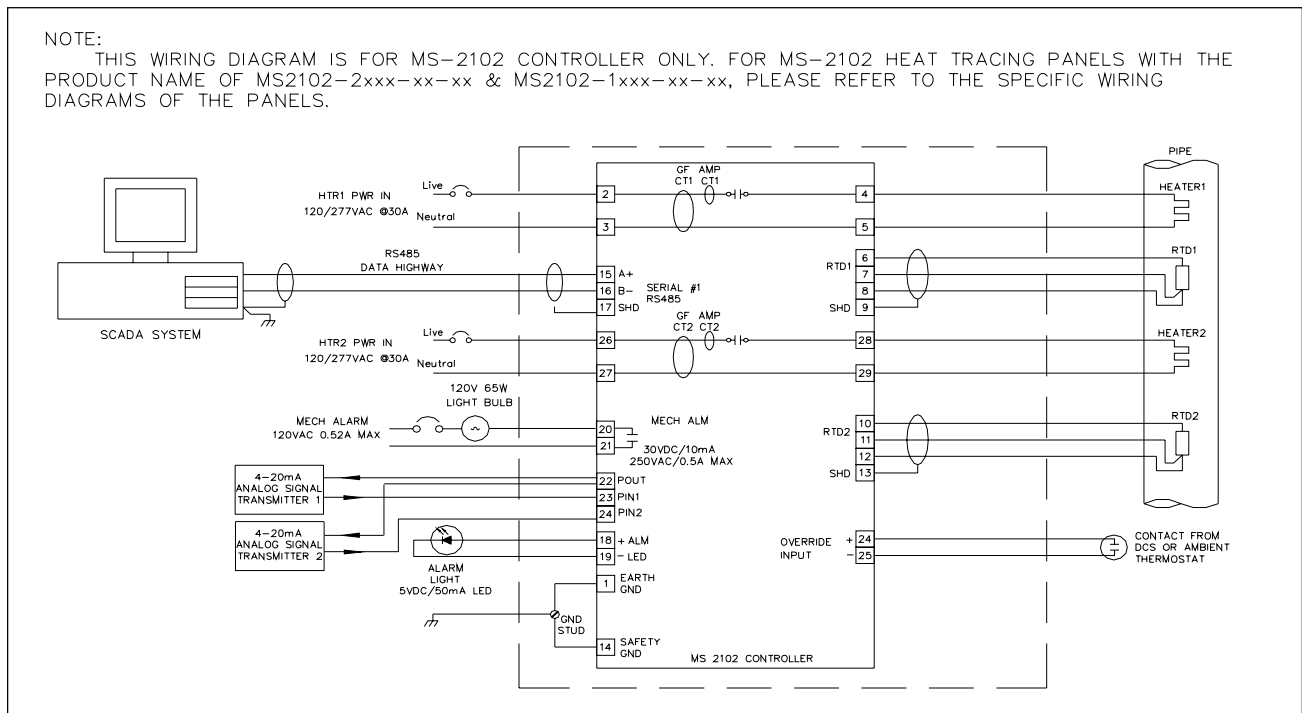 NOTE:
THIS WIRING DIAGRAM IS FOR MS-2102 CONTROLLER ONLY. FOR MS-2102 HEAT TRACING PANELS WITH THE
PRODUCT NAME OF MS2102-2xxx-xx-xx & MS2102-1xxx-xx-xx, PLEASE REFER TO THE SPECIFIC WIRING
DIAGRAMS OF THE PANELS.
SCADA SYSTEM
HTR1 PWR IN
120/277VAC @30A
Live
Neutral
RS485
DATA HIGHWAY
HTR2 PWR IN
120/277VAC @30A
Live
Neutral
120V 65W
LIGHT BULB
MECH ALARM
120VAC 0.52A MAX
4-20mA
ANALOG SIGNAL
TRANSMITTER 1
4-20mA
ANALOG SIGNAL
TRANSMITTER 2
ALARM
LIGHT
5VDC/50mA LED
GND
STUD
2
3
GF AMP
CT1 CT1
15 A+
16 B-
17 SHD
SERIAL #1
RS485
26
27
GF AMP
CT2 CT2
20
21
MECH ALM
30VDC/10mA
250VAC/0.5A MAX
22 POUT
23 PIN1
24 PIN2
18 + ALM
19 - LED
1 EARTH
GND
14 SAFETY
GND
MS 2102 CONTROLLER
4
5
RTD1
6
7
8
SHD 9
28
29
RTD2
10
11
12
SHD 13
OVERRIDE
INPUT
+ 24
- 25
PIPE
HEATER1
RTD1
HEATER2
RTD2
CONTACT FROM
DCS OR AMBIENT
THERMOSTAT